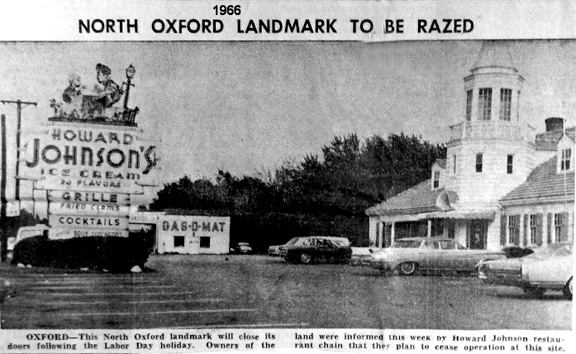 1966
NORTH OXFORD LANDMARK TO BE RAZED
HOWARD
JOHNSON'S
ICE CREAM
28 FLAVORS
GRILLE
FRIED CLAMS
COCKTAILS
GAS-O-MAT
OXFORD—This North Oxford landmark will close its
doors following the Labor Day holiday. Owners of the
land were informed this week by Howard Johnson restau-
rant chain that they plan to cease operation at this site.